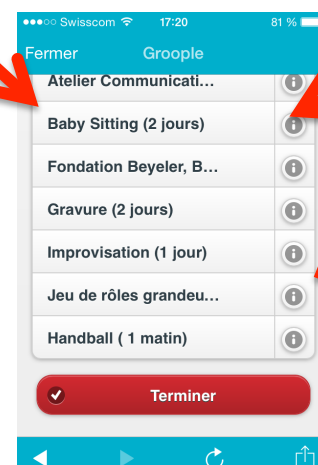 Swisscom 17:20 81 %
Fermer Groople
Atelier Communicati...
Baby Sitting (2 jours)
Fondation Beyeler, B...
Gravure (2 jours)
Improvisation (1 jour)
Jeu de rôles grandeu...
Handball ( 1 matin)
Terminer